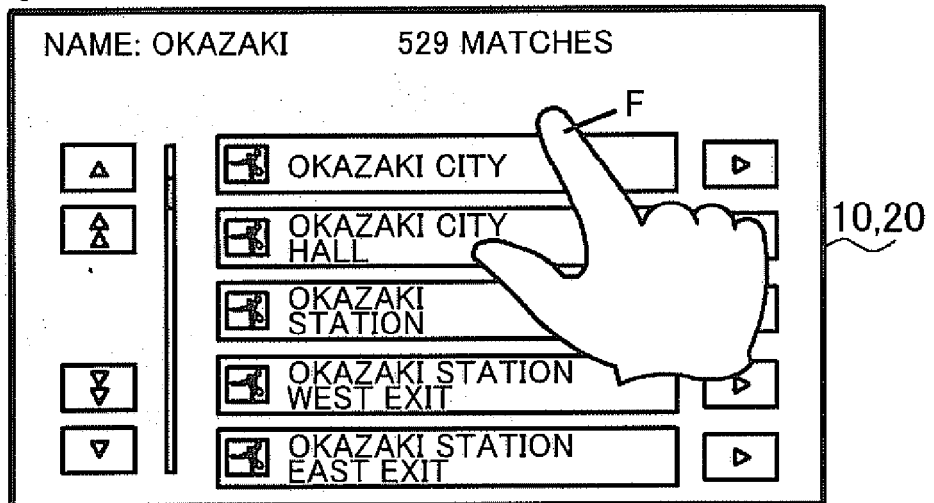 NAME: OKAZAKI 529 MATCHES
F
OKAZAKI CITY
OKAZAKI CITY
HALL
10,20
OKAZAKI
STATION
OKAZAKI STATION
WEST EXIT
OKAZAKI STATION
EAST EXIT